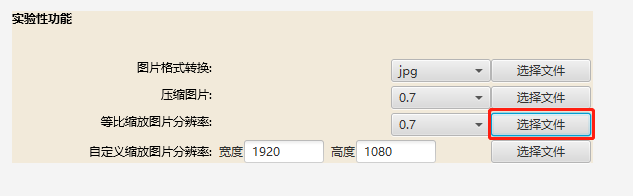 实验性功能
图片格式转换: jpg 选择文件
压缩图片: 0.7 选择文件
等比缩放图片分辨率: 0.7 选择文件
自定义缩放图片分辨率: 宽度 1920 高度 1080 选择文件